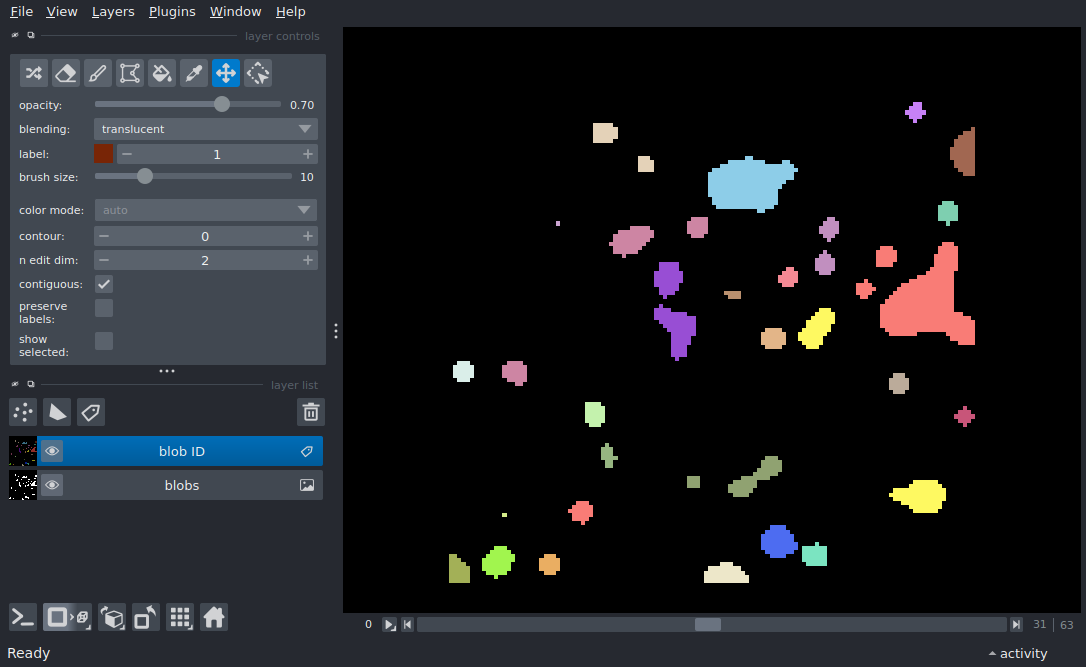 File View Layers Plugins Window Help
layer controls
opacity: 0.70
blending: translucent
label: 1
brush size: 10
color mode: auto
contour: 0
n edit dim: 2
contiguous:
preserve
labels:
show
selected:
layer list
blob ID
blobs
0 31 63
Ready activity